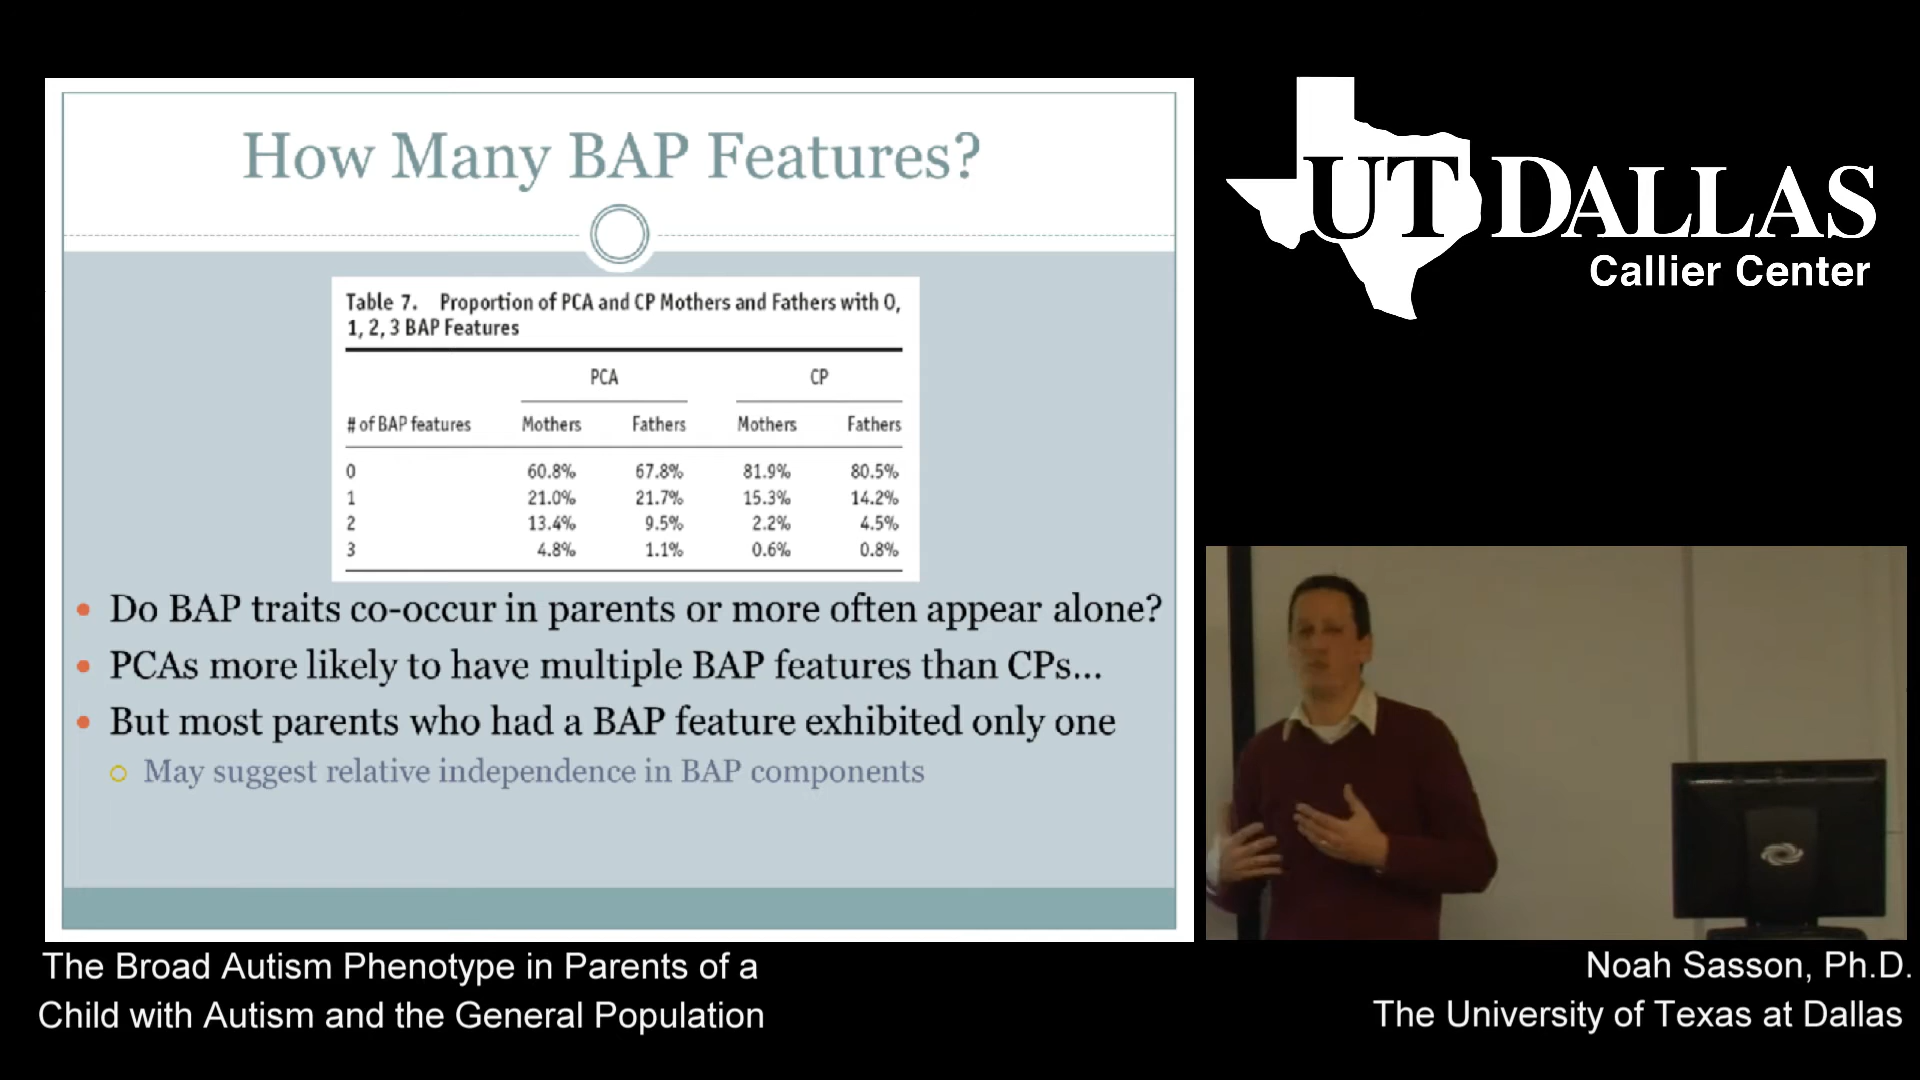 How Many BAP Features?
Table 7. Proportion of PCA and CP Mothers and Fathers with 0,
1, 2, 3 BAP Features
PCA CP
# of BAP features Mothers Fathers Mothers Fathers
0 60.8% 67.8% 81.9% 80.5%
1 21.0% 21.7% 15.3% 14.2%
2 13.4% 9.5% 2.2% 4.5%
3 4.8% 1.1% 0.6% 0.8%
Do BAP traits co-occur in parents or more often appear alone?
PCAs more likely to have multiple BAP features than CPs...
But most parents who had a BAP feature exhibited only one
May suggest relative independence in BAP components
UT DALLAS
Callier Center
The Broad Autism Phenotype in Parents of a
Child with Autism and the General Population
Noah Sasson, Ph.D.
The University of Texas at Dallas